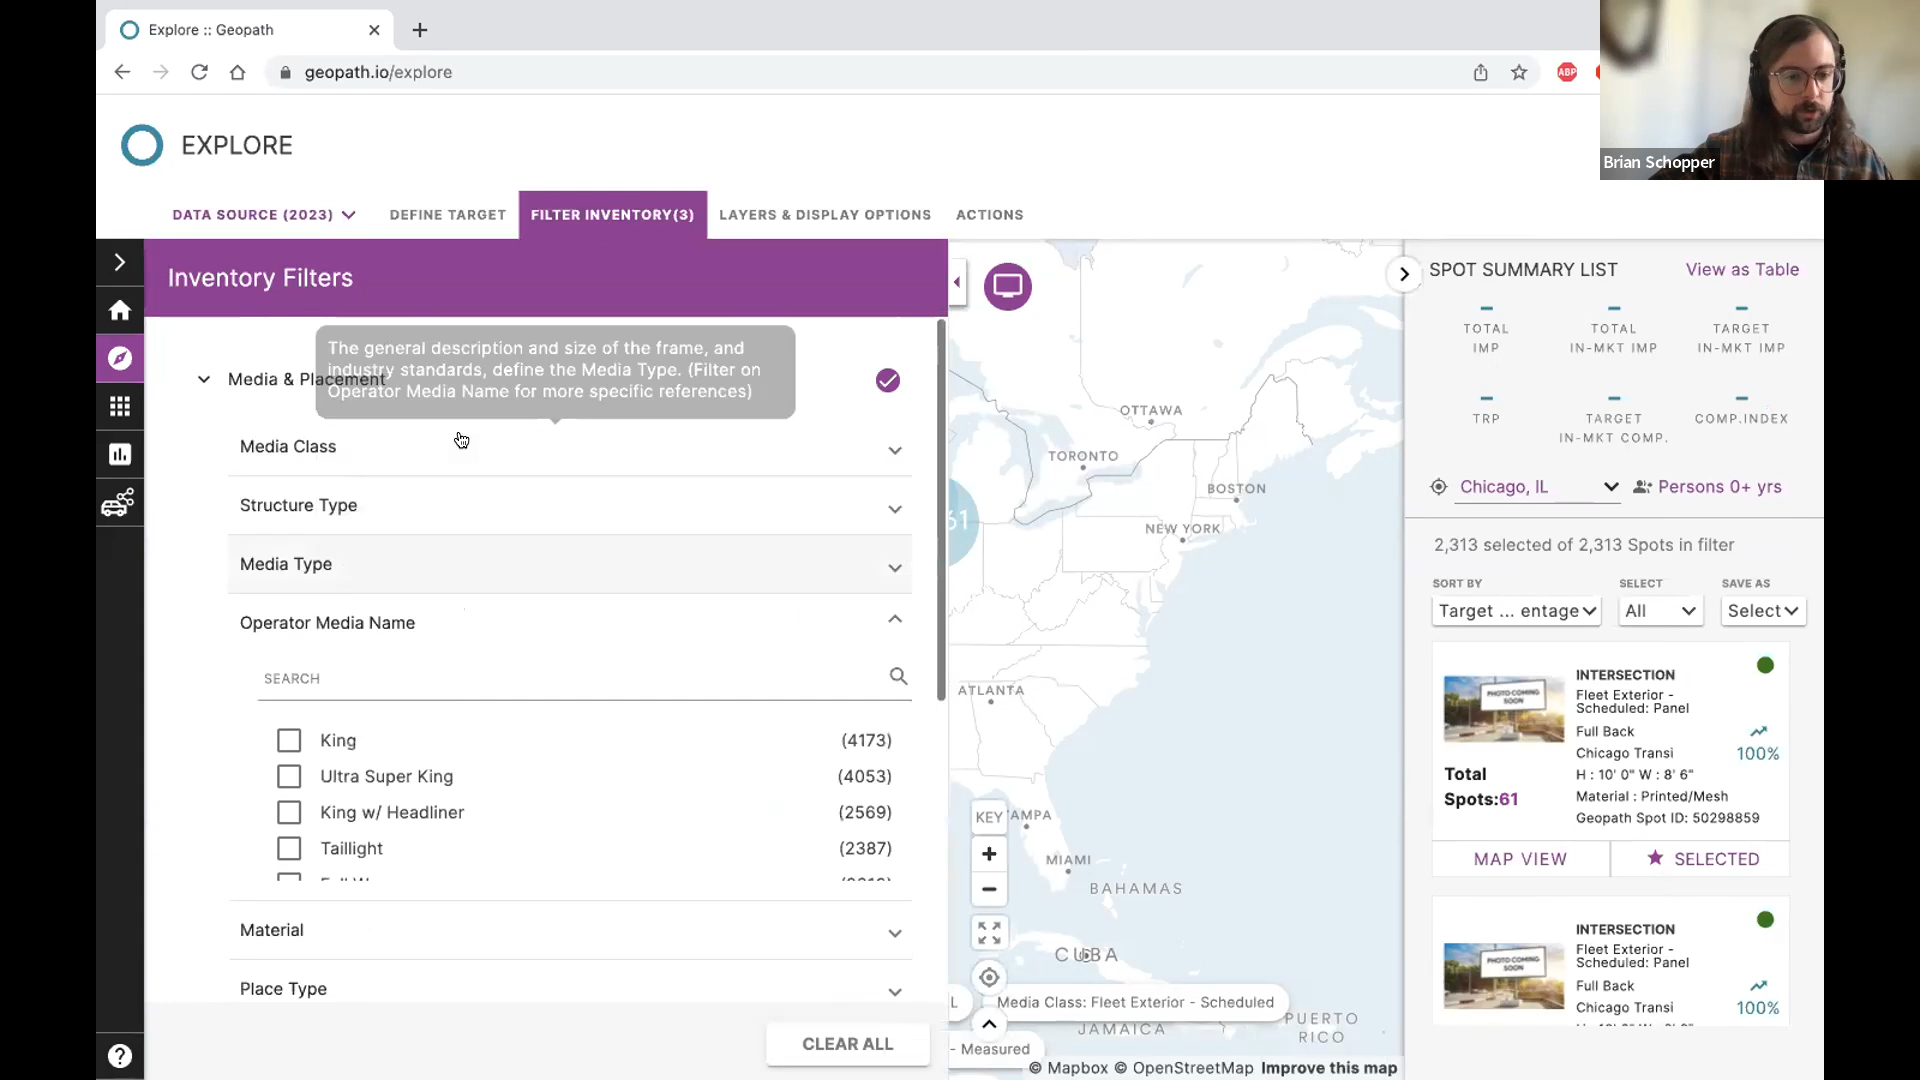 Explore :: Geopath
geopath.io/explore
ABP
Brian Schopper
EXPLORE
DATA SOURCE (2023)
DEFINE TARGET
FILTER INVENTORY(3)
LAYERS & DISPLAY OPTIONS
ACTIONS
Inventory Filters
The general description and size of the frame, and
industry standards, define the Media Type. (Filter on
Operator Media Name for more specific references)
Media & Placement
Media Class
Structure Type
Media Type
Operator Media Name
SEARCH
King (4173)
Ultra Super King (4053)
King w/ Headliner (2569)
Taillight (2387)
Material
Place Type
CLEAR ALL
61
OTTAWA
TORONTO
BOSTON
NEW YORK
ATLANTA
KEY
AMPA
MIAMI
BAHAMAS
CUBA
L
Media Class: Fleet Exterior - Scheduled
JAMAICA
PUERTO
RICO
- Measured
© Mapbox © OpenStreetMap Improve this map
SPOT SUMMARY LIST
View as Table
TOTAL
IMP
TOTAL
IN-MKT IMP
TARGET
IN-MKT IMP
TRP
TARGET
IN-MKT COMP.
COMP.INDEX
Chicago, IL
Persons 0+ yrs
2,313 selected of 2,313 Spots in filter
SORT BY
SELECT
SAVE AS
Target ... entage
All
Select
PHOTO COMING
SOON
Total
Spots:61
INTERSECTION
Fleet Exterior -
Scheduled: Panel
Full Back
Chicago Transi
100%
H : 10' 0" W : 8' 6"
Material : Printed/Mesh
Geopath Spot ID: 50298859
MAP VIEW
SELECTED
PHOTO COMING
SOON
INTERSECTION
Fleet Exterior -
Scheduled: Panel
Full Back
Chicago Transi
100%